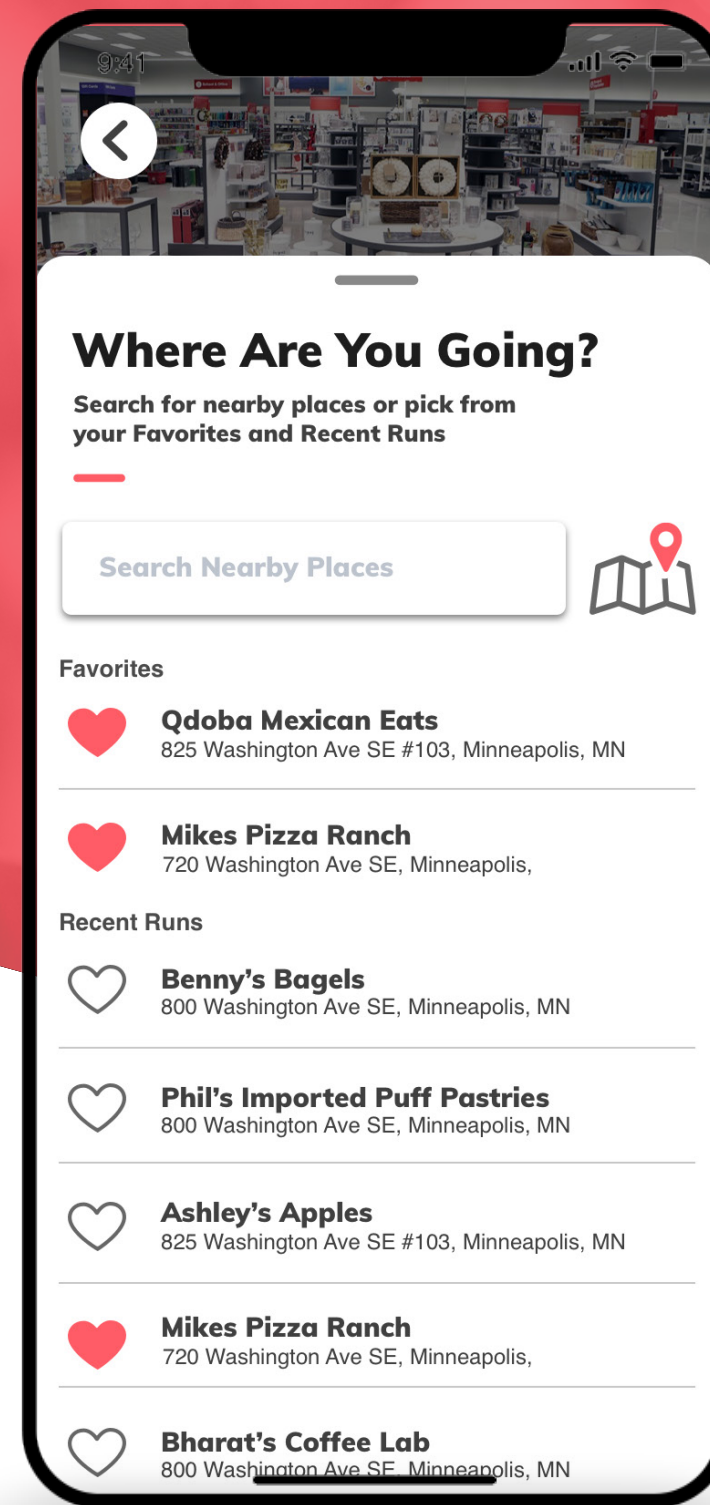 9:41
Where Are You Going?
Search for nearby places or pick from
your Favorites and Recent Runs
Search Nearby Places
Favorites
Qdoba Mexican Eats
825 Washington Ave SE #103, Minneapolis, MN
Mikes Pizza Ranch
720 Washington Ave SE, Minneapolis,
Recent Runs
Benny’s Bagels
800 Washington Ave SE, Minneapolis, MN
Phil’s Imported Puff Pastries
800 Washington Ave SE, Minneapolis, MN
Ashley’s Apples
825 Washington Ave SE #103, Minneapolis, MN
Mikes Pizza Ranch
720 Washington Ave SE, Minneapolis,
Bharat’s Coffee Lab
800 Washington Ave SE, Minneapolis, MN